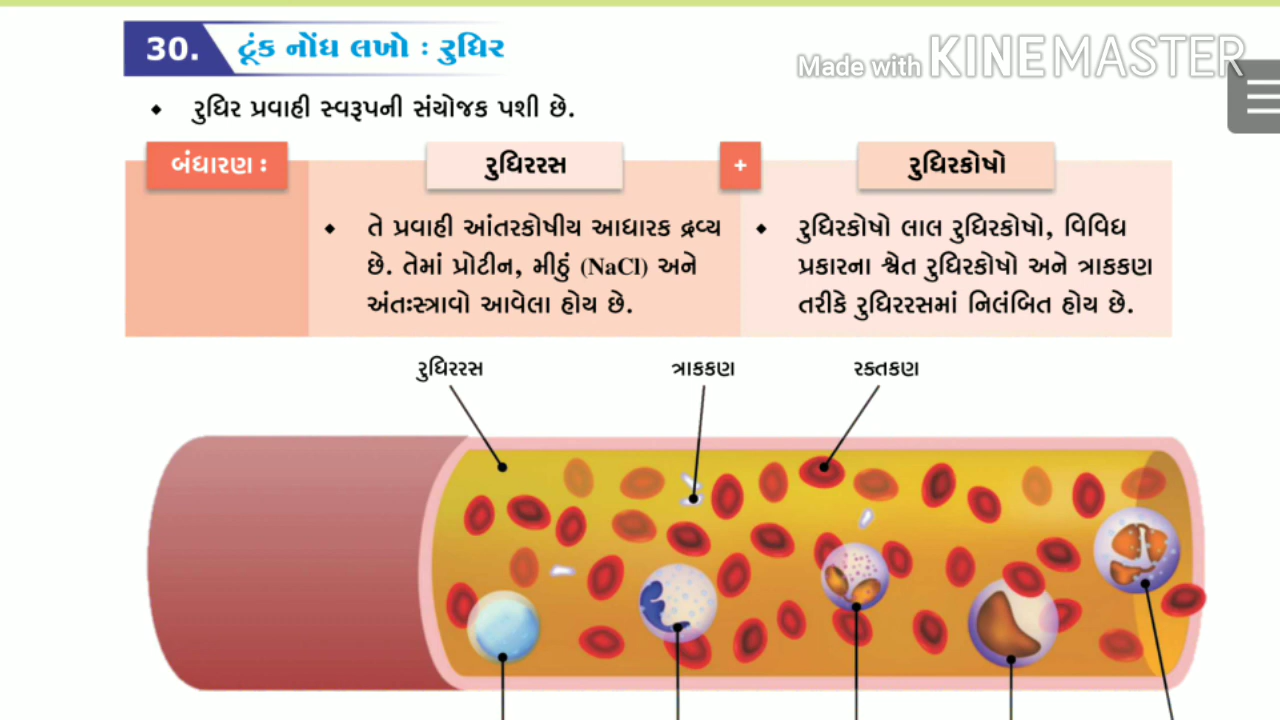 30. ટૂંક નોંધ લખો : રુધિર
Made with KINEMASTER
◆ રુધિર પ્રવાહી સ્વરૂપની સંયોજક પેશી છે.
બંધારણ : રુધિરરસ + રુધિરકોષો
◆ તે પ્રવાહી આંતરકોષીય આધારક દ્રવ્ય
છે. તેમાં પ્રોટીન, મીઠું (NaCl) અને
અંતઃસ્ત્રાવો આવેલા હોય છે.
◆ રુધિરકોષો લાલ રુધિરકોષો, વિવિધ
પ્રકારના શ્વેત રુધિરકોષો અને ત્રાકકણ
તરીકે રુધિરરસમાં નિલંબિત હોય છે.
રુધિરરસ ત્રાકકણ રક્તકણ